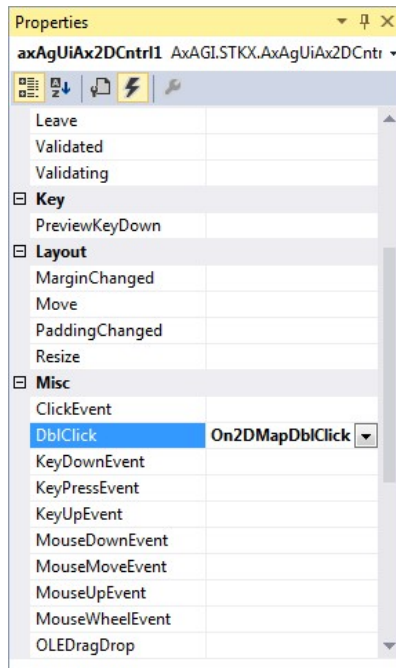 Properties
axAgUiAx2DCntrl1 AxAGI.STKX.AxAgUiAx2DCntr
Leave
Validated
Validating
Key
PreviewKeyDown
Layout
MarginChanged
Move
PaddingChanged
Resize
Misc
ClickEvent
DblClick On2DMapDblClick
KeyDownEvent
KeyPressEvent
KeyUpEvent
MouseDownEvent
MouseMoveEvent
MouseUpEvent
MouseWheelEvent
OLEDragDrop